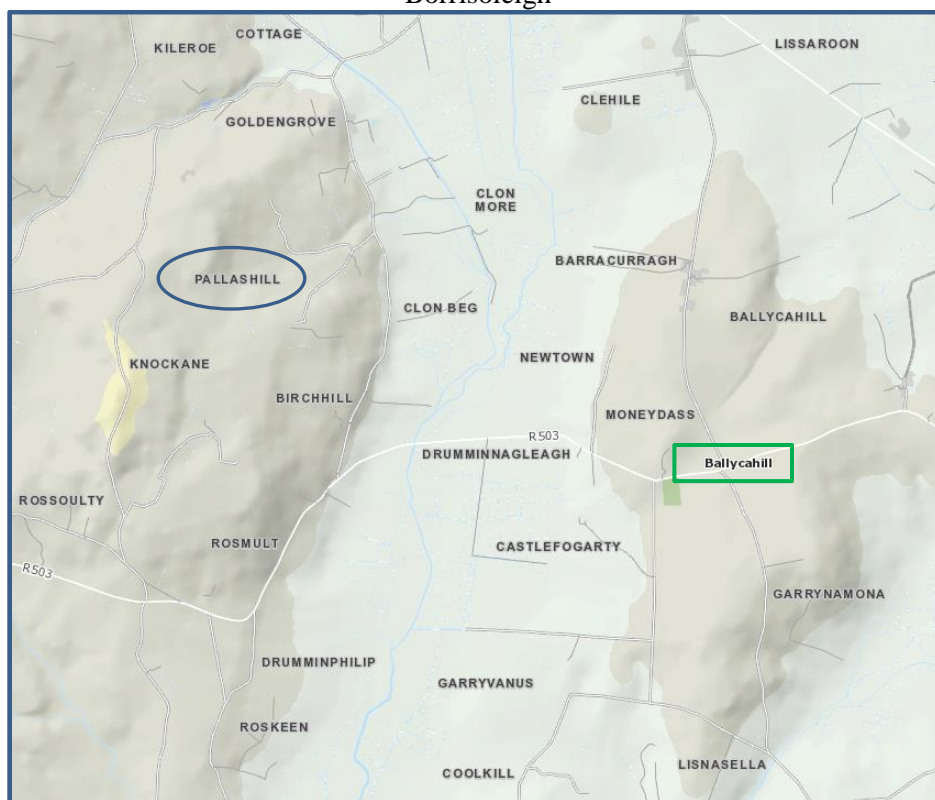 Borrisoleigh
COTTAGE
KILEROE
LISSAROON
CLEHILE
GOLDENGROVE
CLON
MORE
BARRACURRAGH
PALLASHILL
CLON BEG
BALLYCAHILL
NEWTOWN
KNOCKANE
BIRCHHILL
MONEYDASS
R503
DRUMMINNAGLEAGH
Ballycahill
ROSSOULTY
ROSMULT
CASTLEFOGARTY
R503
GARRYNAMONA
DRUMMINPHILIP
GARRYVANUS
ROSKEEN
LISNASELLA
COOLKILL